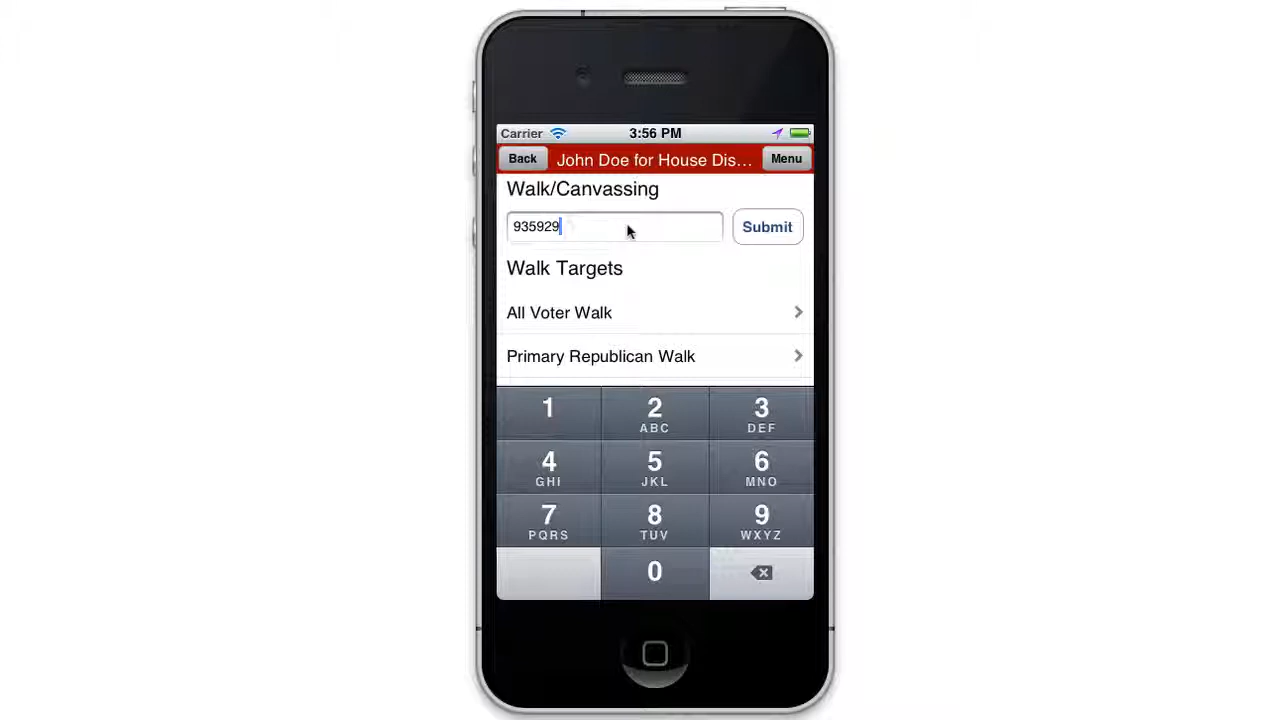 Carrier 3:56 PM
Back John Doe for House Dis... Menu
Walk/Canvassing
935929 Submit
Walk Targets
All Voter Walk
Primary Republican Walk
1 2 3
ABC DEF
4 5 6
GHI JKL MNO
7 8 9
PQRS TUV WXYZ
0